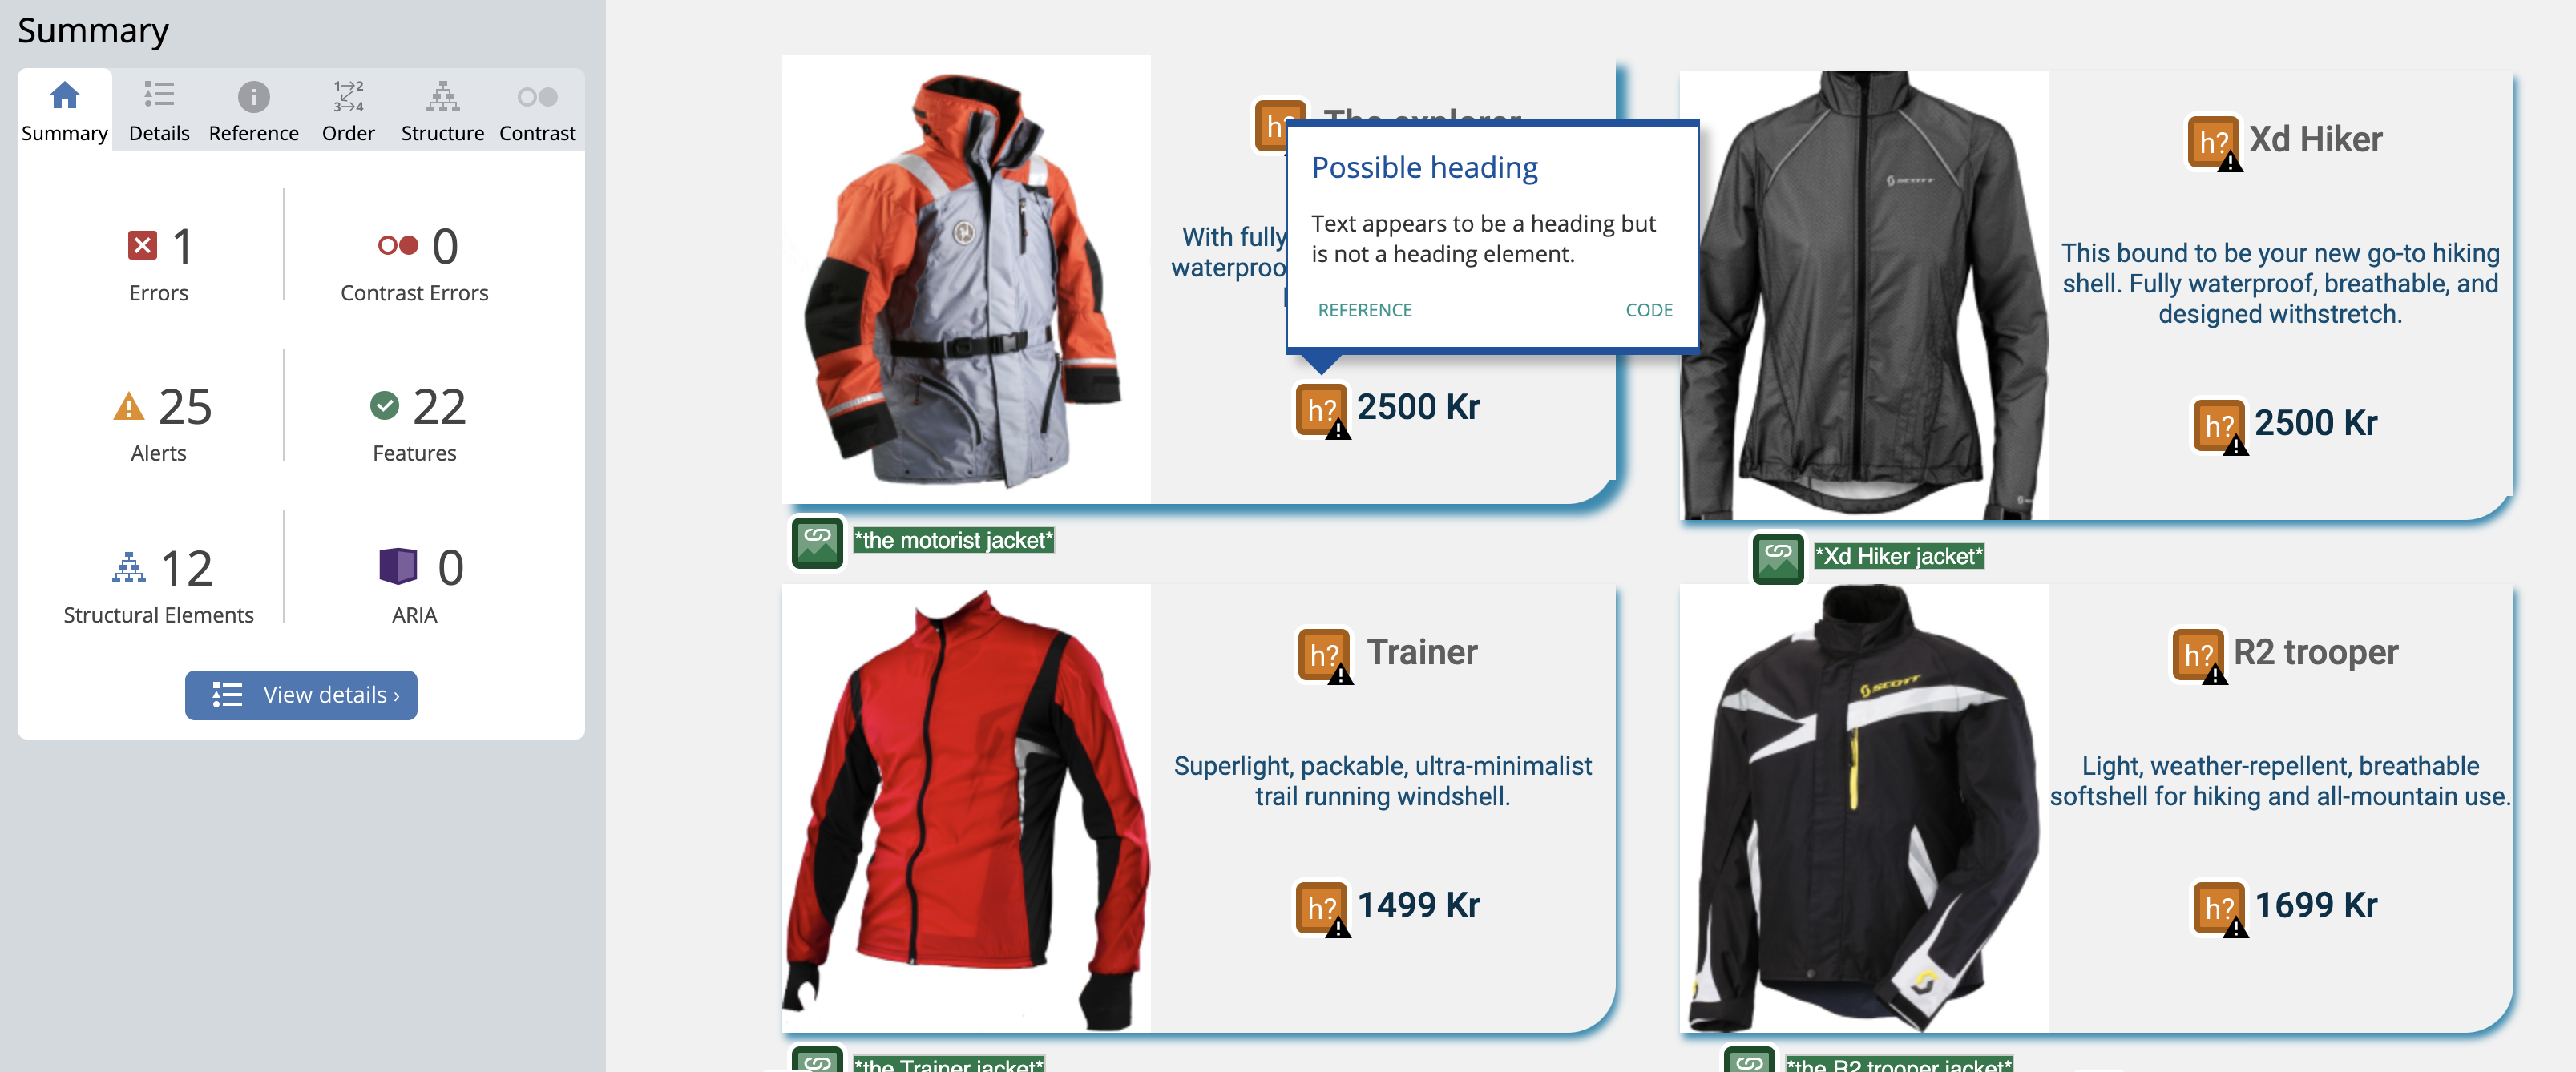 Summary
Summary
Details
Reference
Order
Structure
Contrast
1
Errors
0
Contrast Errors
25
Alerts
22
Features
12
Structural Elements
0
ARIA
View details ›
The explorer
With fully
waterproo
Possible heading
Text appears to be a heading but
is not a heading element.
REFERENCE
CODE
h?
2500 Kr
*the motorist jacket*
SCOTT
h? Xd Hiker
This bound to be your new go-to hiking
shell. Fully waterproof, breathable, and
designed withstretch.
h? 2500 Kr
*Xd Hiker jacket*
h? Trainer
Superlight, packable, ultra-minimalist
trail running windshell.
h? 1499 Kr
*the Trainer jacket*
SCOTT
h? R2 trooper
Light, weather-repellent, breathable
softshell for hiking and all-mountain use.
h? 1699 Kr
*the R2 trooper jacket*